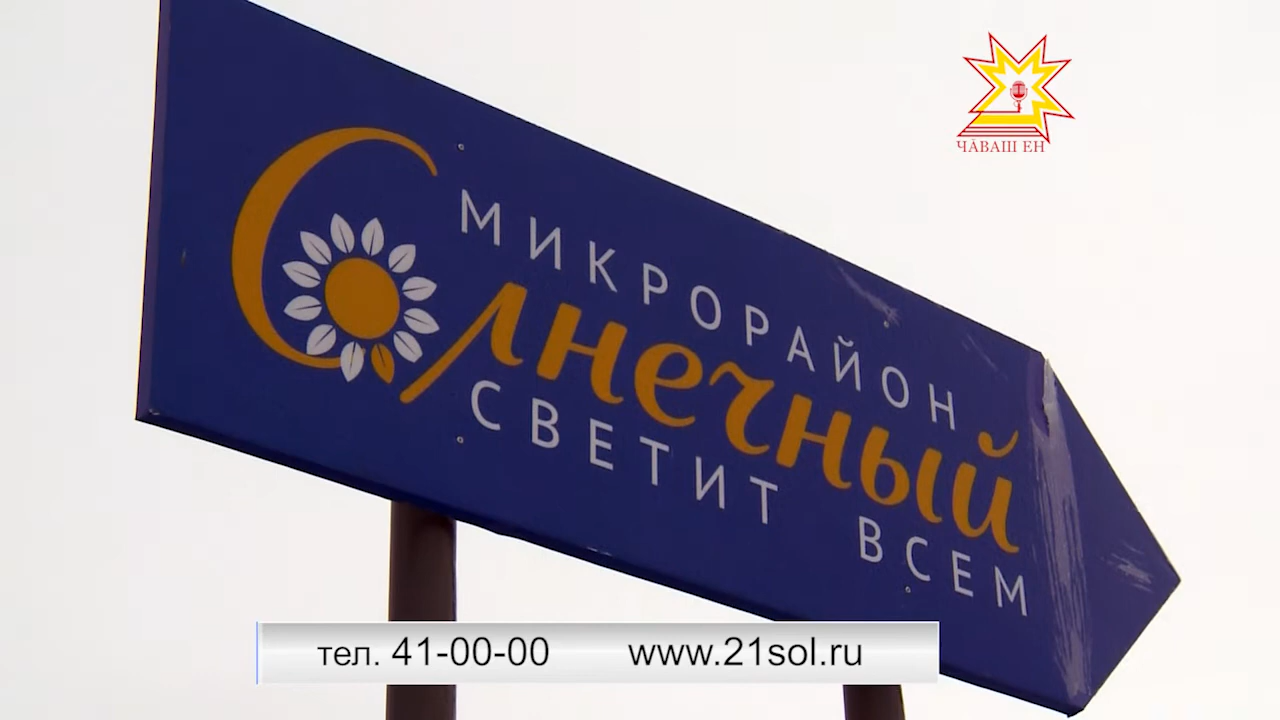 ЧӐВАШ ЕН
МИКРОРАЙОН
Солнечный
СВЕТИТ ВСЕМ
тел. 41-00-00 www.21sol.ru